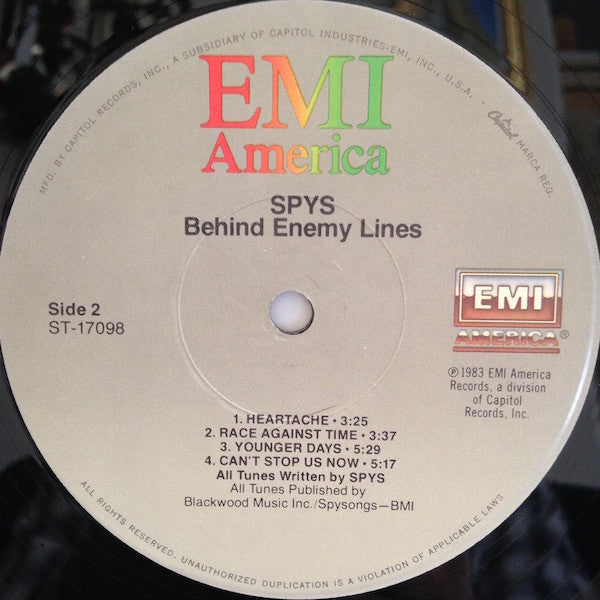 MFD. BY CAPITOL RECORDS, INC., A SUBSIDIARY OF CAPITOL INDUSTRIES-EMI, INC., U.S.A. · Capitol MARCA REG.
EMI
America
SPYS
Behind Enemy Lines
Side 2
ST-17098
EMI
AMERICA®
℗1983 EMI America
Records, a division
of Capitol
Records, Inc.
1. HEARTACHE • 3:25
2. RACE AGAINST TIME • 3:37
3. YOUNGER DAYS • 5:29
4. CAN'T STOP US NOW • 5:17
All Tunes Written by SPYS
All Tunes Published by
Blackwood Music Inc./Spysongs—BMI
ALL RIGHTS RESERVED. UNAUTHORIZED DUPLICATION IS A VIOLATION OF APPLICABLE LAWS